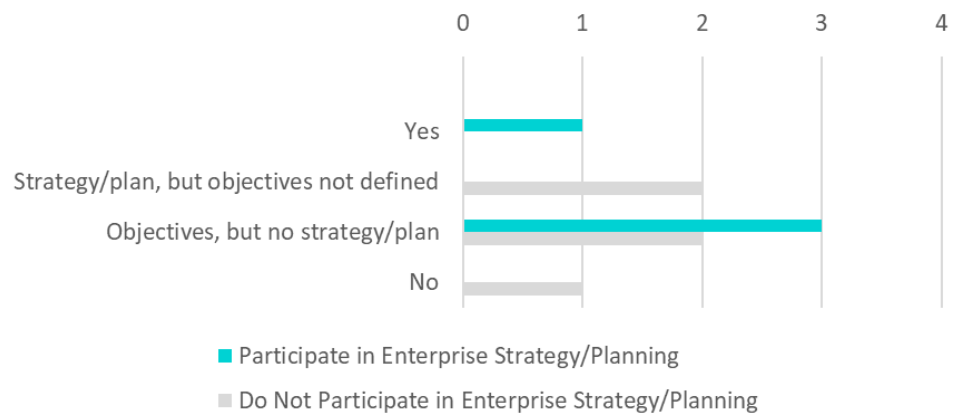 0 1 2 3 4
Yes
Strategy/plan, but objectives not defined
Objectives, but no strategy/plan
No
Participate in Enterprise Strategy/Planning
Do Not Participate in Enterprise Strategy/Planning